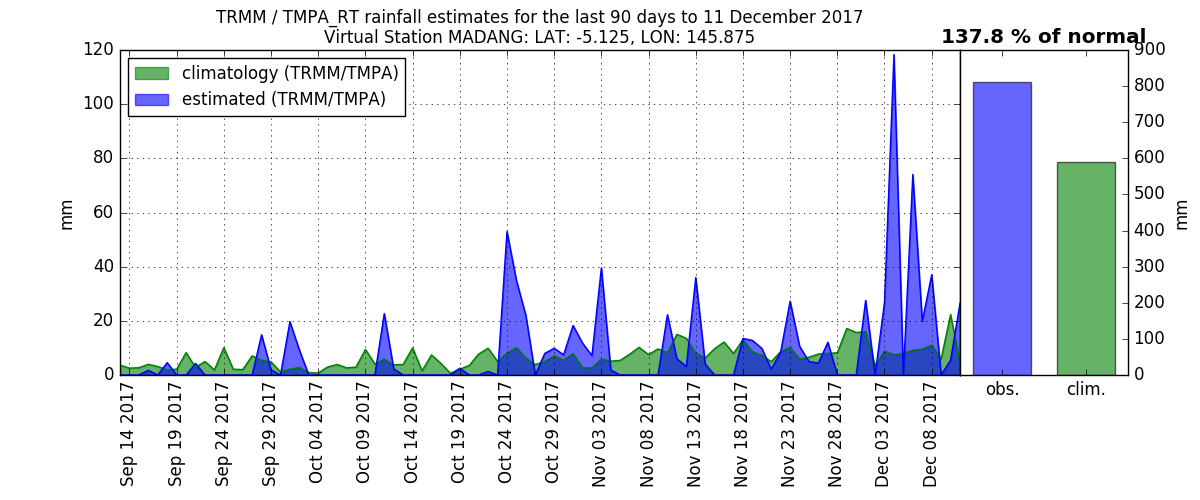 TRMM / TMPA_RT rainfall estimates for the last 90 days to 11 December 2017
Virtual Station MADANG: LAT: -5.125, LON: 145.875
137.8 % of normal
climatology (TRMM/TMPA)
estimated (TRMM/TMPA)
mm
120
100
80
60
40
20
0
Sep 14 2017
Sep 19 2017
Sep 24 2017
Sep 29 2017
Oct 04 2017
Oct 09 2017
Oct 14 2017
Oct 19 2017
Oct 24 2017
Oct 29 2017
Nov 03 2017
Nov 08 2017
Nov 13 2017
Nov 18 2017
Nov 23 2017
Nov 28 2017
Dec 03 2017
Dec 08 2017
obs.
clim.
900
800
700
600
500
400
300
200
100
0
mm